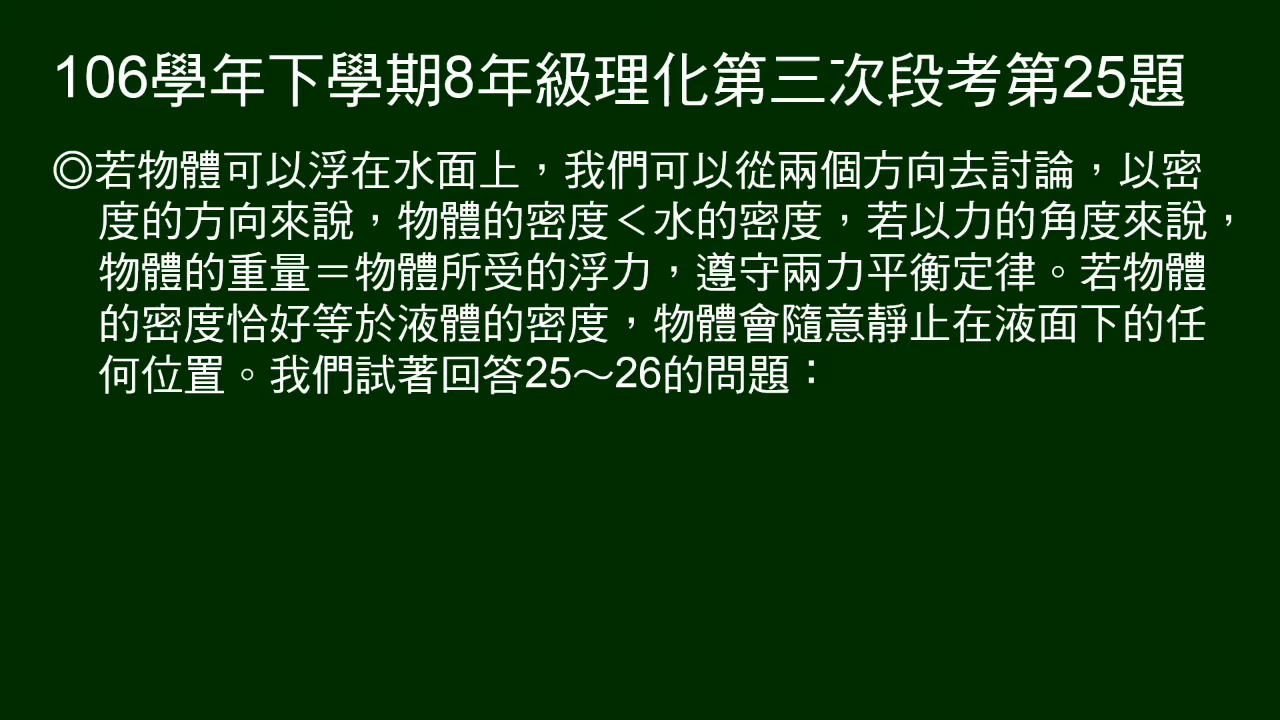 106學年下學期8年級理化第三次段考第25題
◎若物體可以浮在水面上，我們可以從兩個方向去討論，以密
度的方向來說，物體的密度＜水的密度，若以力的角度來說，
物體的重量＝物體所受的浮力，遵守兩力平衡定律。若物體
的密度恰好等於液體的密度，物體會隨意靜止在液面下的任
何位置。我們試著回答25～26的問題：